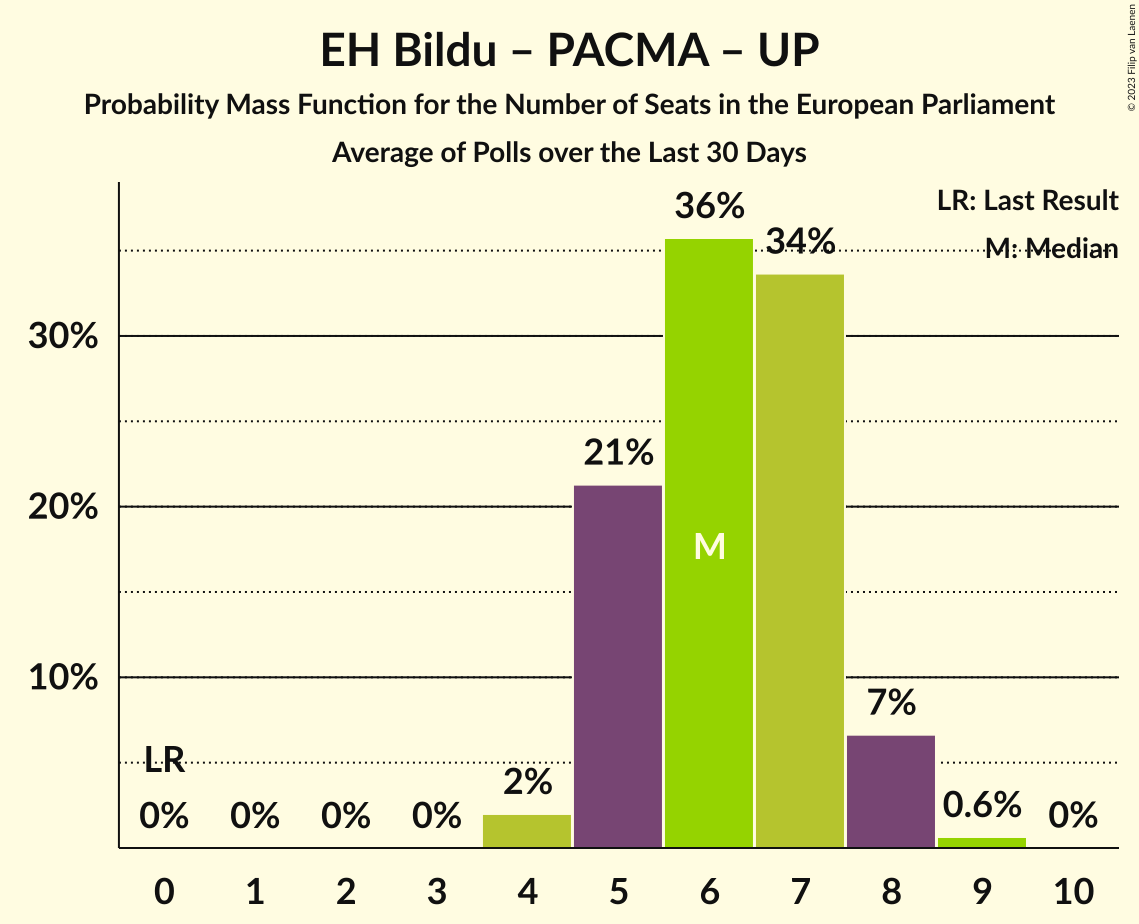 EH Bildu – PACMA – UP
Probability Mass Function for the Number of Seats in the European Parliament
Average of Polls over the Last 30 Days
© 2023 Filip van Laenen
LR: Last Result
M: Median
36%
34%
30%
21%
20%
M
10%
7%
LR
2%
0%
0%
0%
0%
0.6%
0%
0 1 2 3 4 5 6 7 8 9 10